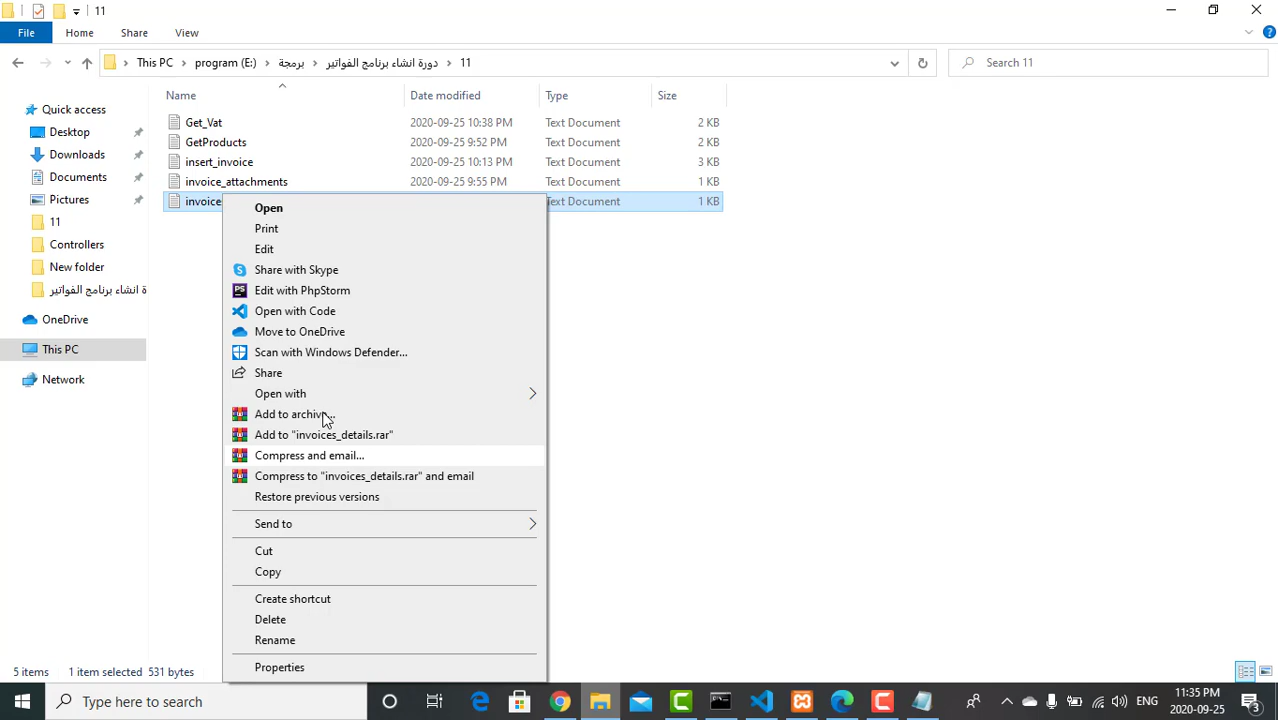 11
File Home Share View
This PC › program (E:) › برمجة › دورة انشاء برنامج الفواتير › 11
Search 11
Name Date modified Type Size
Quick access
Desktop
Downloads
Documents
Pictures
11
Controllers
New folder
دورة انشاء برنامج الفواتير
OneDrive
This PC
Network
Get_Vat 2020-09-25 10:38 PM Text Document 2 KB
GetProducts 2020-09-25 9:52 PM Text Document 2 KB
insert_invoice 2020-09-25 10:13 PM Text Document 3 KB
invoice_attachments 2020-09-25 9:55 PM Text Document 1 KB
invoice Text Document 1 KB
Open
Print
Edit
Share with Skype
Edit with PhpStorm
Open with Code
Move to OneDrive
Scan with Windows Defender...
Share
Open with
Add to archive...
Add to "invoices_details.rar"
Compress and email...
Compress to "invoices_details.rar" and email
Restore previous versions
Send to
Cut
Copy
Create shortcut
Delete
Rename
Properties
5 items 1 item selected 531 bytes
Type here to search
ENG
11:35 PM
2020-09-25
3